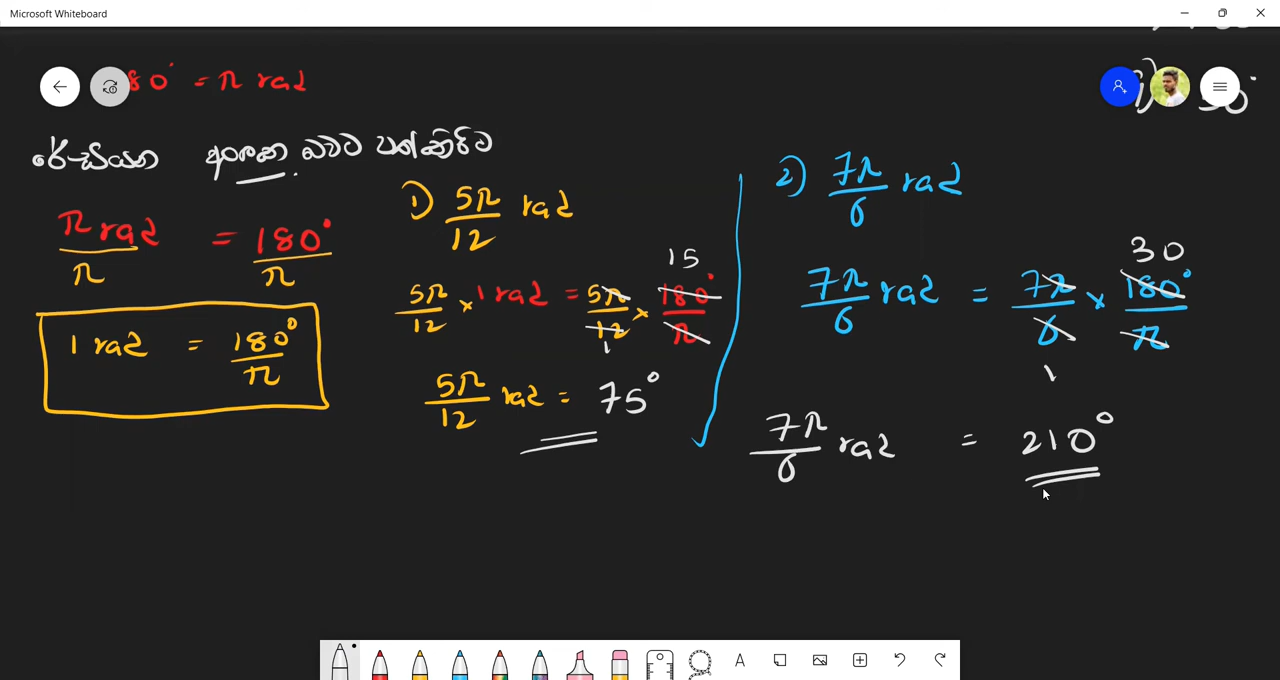 Microsoft Whiteboard
80° = π rad
රේඩියන අංශක බවට පත්කිරීම
π rad / π = 180° / π
1 rad = 180° / π
1) 5π/12 rad
5π/12 × 1 rad = 5π/12 × 180°/π
15
1
5π/12 rad = 75°
2) 7π/6 rad
7π/6 rad = 7π/6 × 180°/π
30
1
7π/6 rad = 210°
A